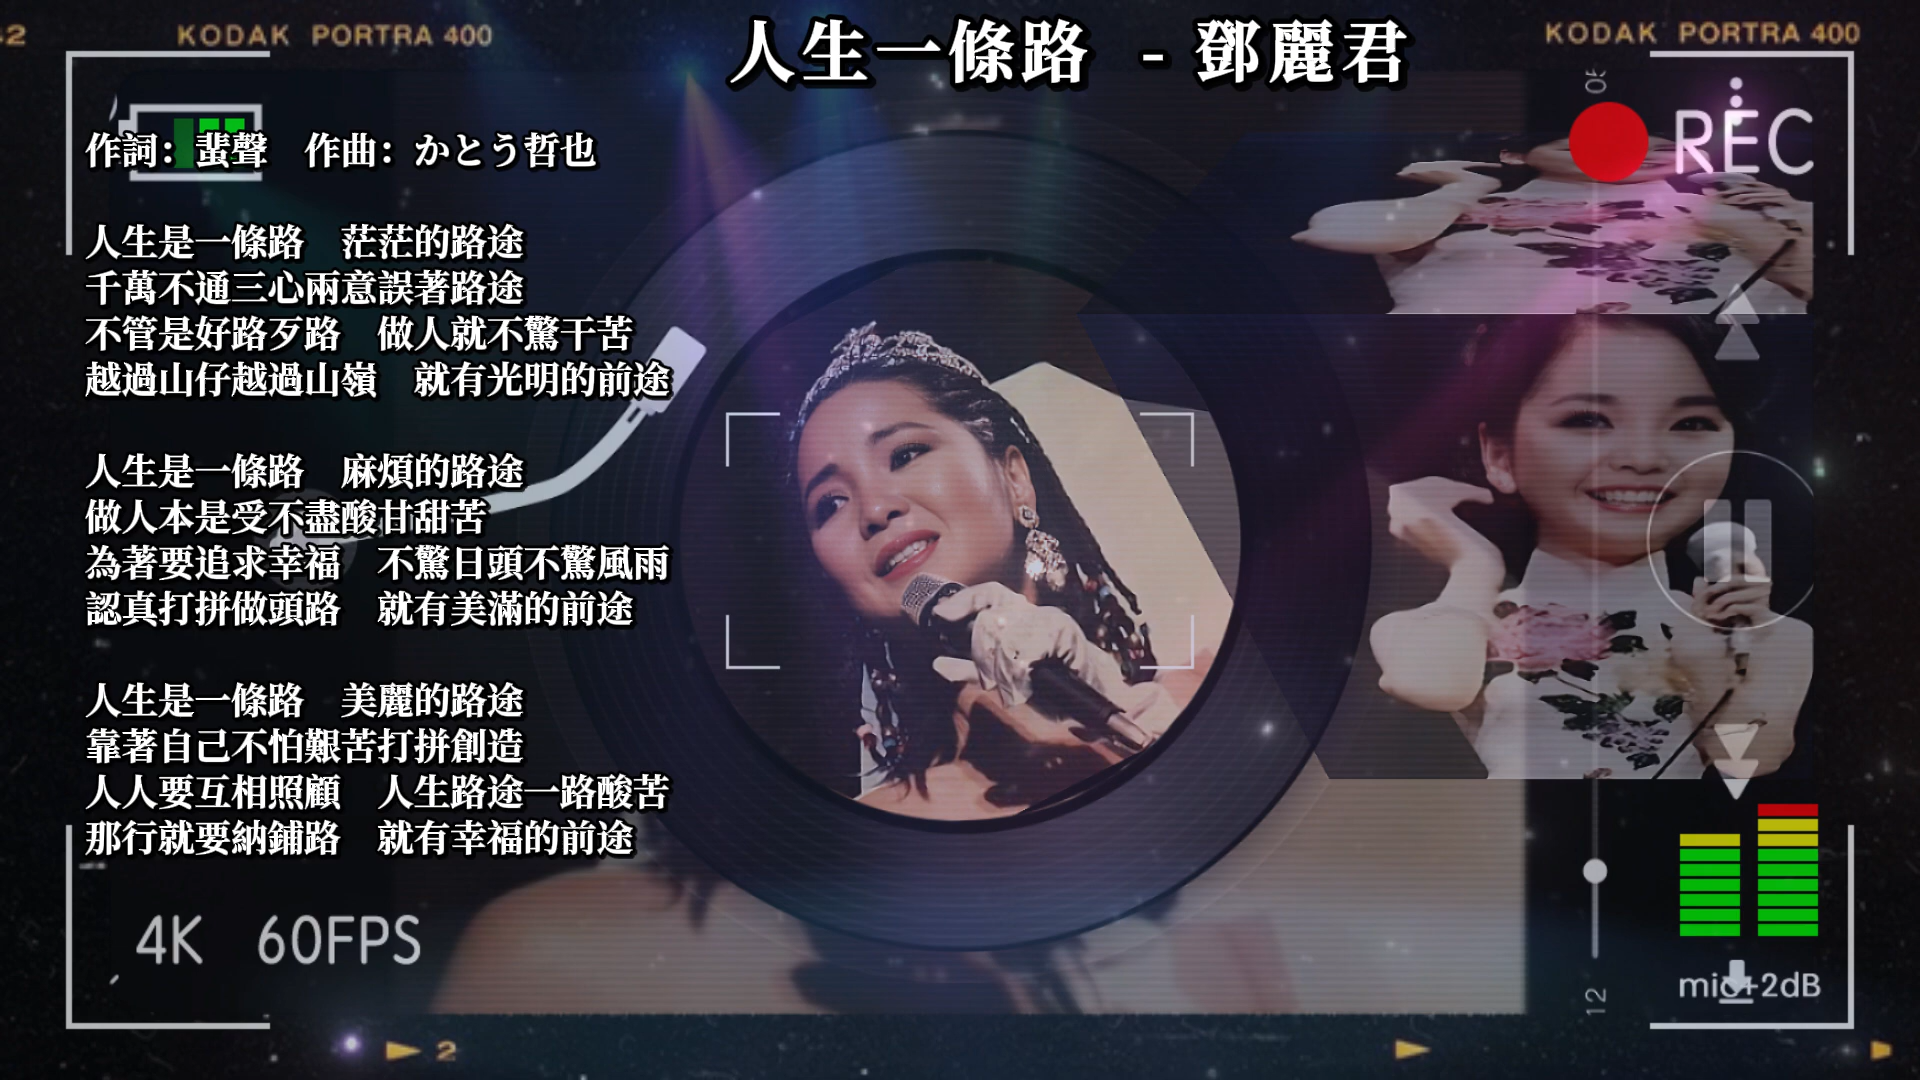 KODAK PORTRA 400
人生一條路 - 鄧麗君
KODAK PORTRA 400
REC
作詞：蜚聲 作曲：かとう哲也
人生是一條路 茫茫的路途
千萬不通三心兩意誤著路途
不管是好路歹路 做人就不驚干苦
越過山仔越過山嶺 就有光明的前途
人生是一條路 麻煩的路途
做人本是受不盡酸甘甜苦
為著要追求幸福 不驚日頭不驚風雨
認真打拼做頭路 就有美滿的前途
人生是一條路 美麗的路途
靠著自己不怕艱苦打拼創造
人人要互相照顧 人生路途一路酸苦
那行就要納鋪路 就有幸福的前途
4K 60FPS
12
mic+2dB
2